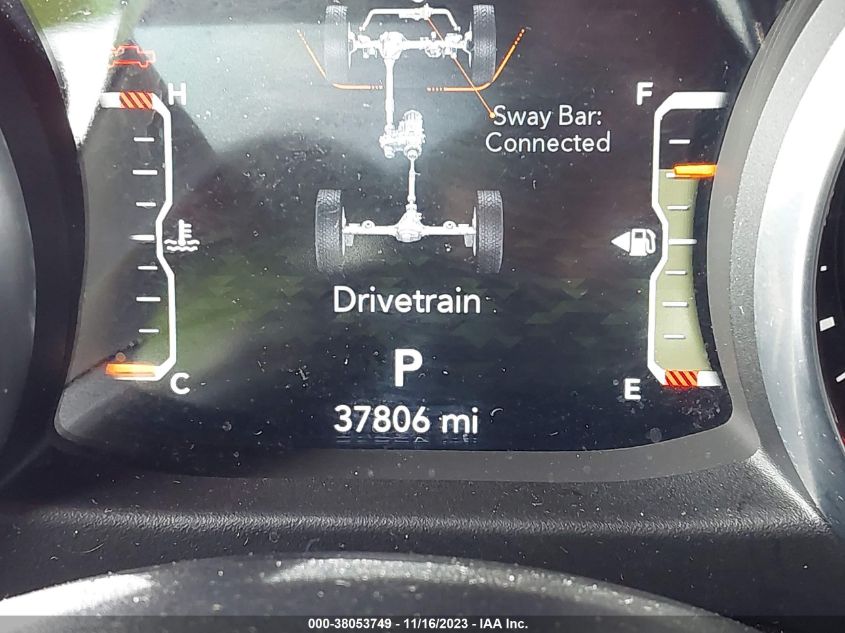 H
F
Sway Bar:
Connected
Drivetrain
C
E
P
37806 mi
000-38053749 - 11/16/2023 - IAA Inc.